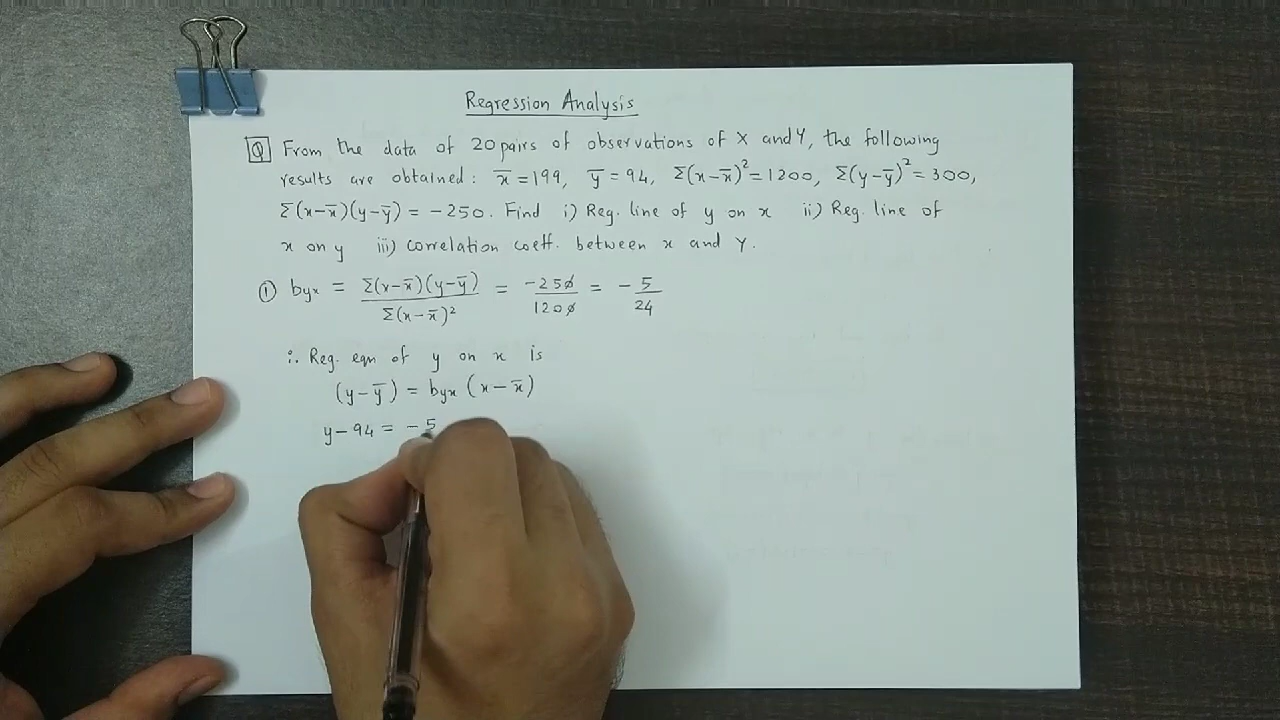 Regression Analysis
Q From the data of 20 pairs of observations of X and Y, the following
results are obtained: x̄ = 199, ȳ = 94, Σ(x-x̄)² = 1200, Σ(y-ȳ)² = 300,
Σ(x-x̄)(y-ȳ) = -250. Find i) Reg. line of y on x ii) Reg. line of
x on y iii) correlation coeff. between x and Y.
① byx = Σ(x-x̄)(y-ȳ) / Σ(x-x̄)² = -250 / 1200 = - 5/24
∴ Reg. eqn of y on x is
(y-ȳ) = byx (x-x̄)
y-94 = -5